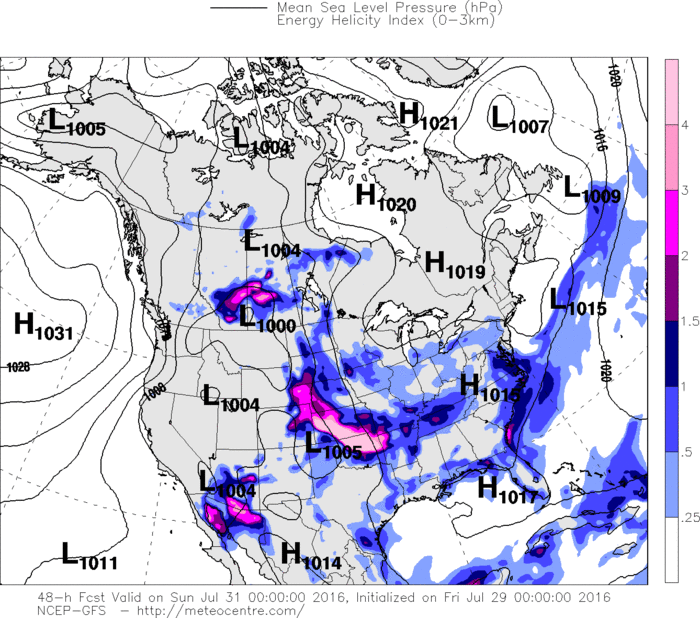 Mean Sea Level Pressure (hPa)
Energy Helicity Index (0-3km)
L1005
L1004
H1021
L1007
1020
1016
4
H1020
L1009
3
L1004
H1019
2
H1031
L1000
L1015
1.5
1028
1008
1020
L1004
1
L1005
.5
L1004
H1017
.25
L1011
H1014
48-h Fcst Valid on Sun Jul 31 00:00:00 2016, Initialized on Fri Jul 29 00:00:00 2016
NCEP-GFS - http://meteocentre.com/